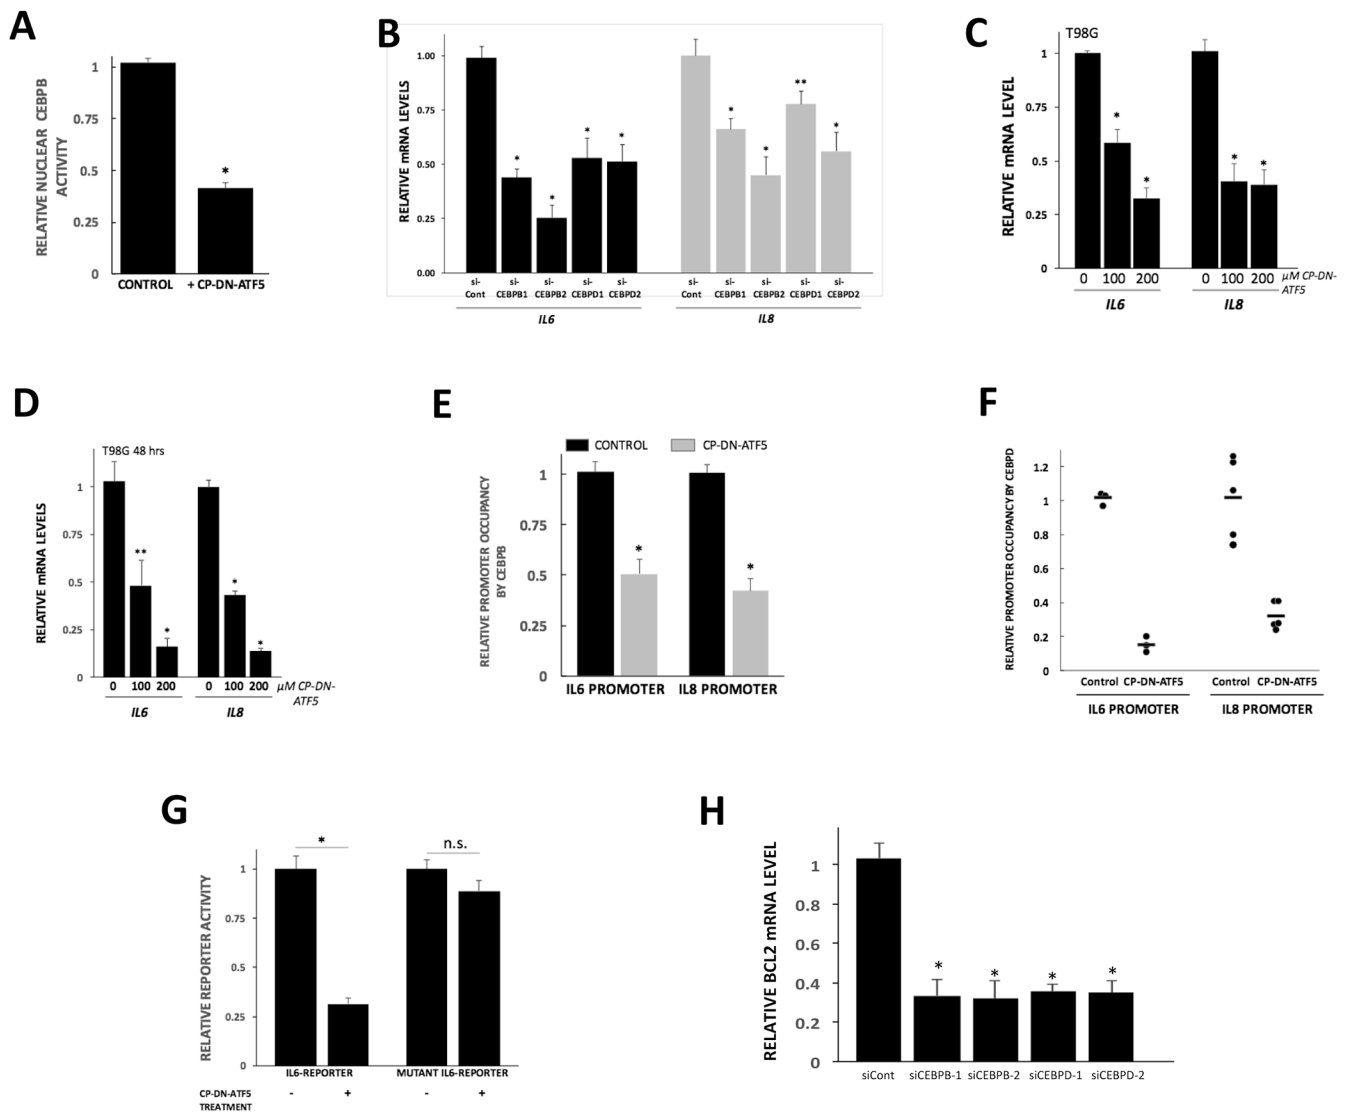 A
RELATIVE NUCLEAR CEBPB
ACTIVITY
1
0.75
0.5
0.25
0
*
CONTROL + CP-DN-ATF5
B
RELATIVE mRNA LEVELS
1.00
0.75
0.50
0.25
0.00
* * * *
* * ** *
si- si- si- si- si- si- si- si- si- si-
Cont CEBPB1 CEBPB2 CEBPD1 CEBPD2 Cont CEBPB1 CEBPB2 CEBPD1 CEBPD2
IL6 IL8
C
T98G
RELATIVE mRNA LEVEL
1
0.75
0.5
0.25
0
* * * *
0 100 200 0 100 200 μM CP-DN-
ATF5
IL6 IL8
D
T98G 48 hrs
RELATIVE mRNA LEVELS
1
0.75
0.5
0.25
0
** * * *
0 100 200 0 100 200 μM CP-DN-
ATF5
IL6 IL8
E
CONTROL CP-DN-ATF5
RELATIVE PROMOTER OCCUPANCY
BY CEBPB
1
0.75
0.5
0.25
0
* *
IL6 PROMOTER IL8 PROMOTER
F
RELATIVE PROMOTER OCCUPANCY BY CEBPD
1.2
1
0.8
0.6
0.4
0.2
0
Control CP-DN-ATF5 Control CP-DN-ATF5
IL6 PROMOTER IL8 PROMOTER
G
RELATIVE REPORTER ACTIVITY
* n.s.
1
0.75
0.5
0.25
0
IL6-REPORTER MUTANT IL6-REPORTER
CP-DN-ATF5 - + - +
TREATMENT
H
RELATIVE BCL2 mRNA LEVEL
1
0.8
0.6
0.4
0.2
0
* * * *
siCont siCEBPB-1 siCEBPB-2 siCEBPD-1 siCEBPD-2